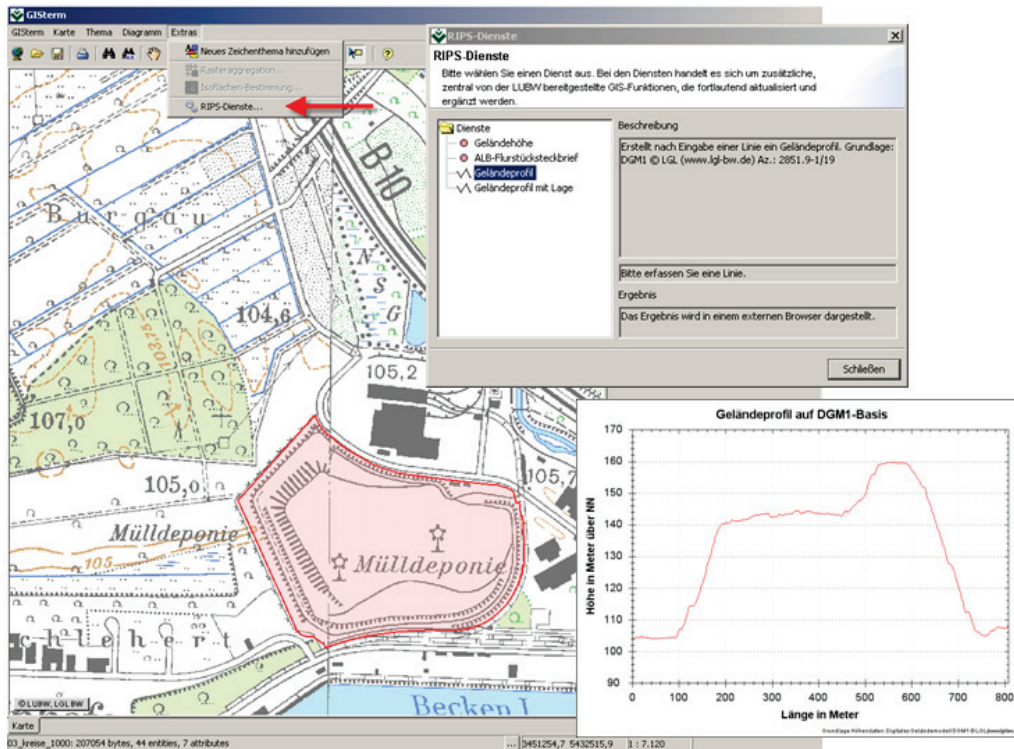 GISterm
GISterm Karte Thema Diagramm Extras
Neues Zeichenthema hinzufügen
Rasteraggregation...
Isoflächen-Bestimmung...
RIPS-Dienste...
RIPS-Dienste
RIPS-Dienste
Bitte wählen Sie einen Dienst aus. Bei den Diensten handelt es sich um zusätzliche,
zentral von der LUBW bereitgestellte GIS-Funktionen, die fortlaufend aktualisiert und
ergänzt werden.
Dienste
Geländehöhe
ALB-Flurstücksteckbrief
Geländeprofil
Geländeprofil mit Lage
Beschreibung
Erstellt nach Eingabe einer Linie ein Geländeprofil. Grundlage:
DGM1 © LGL (www.lgl-bw.de) Az.: 2851.9-1/19
Bitte erfassen Sie eine Linie.
Ergebnis
Das Ergebnis wird in einem externen Browser dargestellt.
Schließen
B 10
Burgau
N S G
104,6
103,75
105,2
107,0
105,0
105,7
Mülldeponie
105
Mülldeponie
chlehert
Becken I
© LUBW, LGL BW
Karte
03_kreise_1000: 207054 bytes, 44 entities, 7 attributes
... 3451254,7 5432515,9 1 : 7.120
Geländeprofil auf DGM1-Basis
Höhe in Meter über NN
170
160
150
140
130
120
110
100
90
0 100 200 300 400 500 600 700 800
Länge in Meter